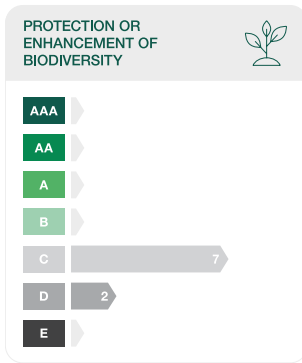 PROTECTION OR
ENHANCEMENT OF
BIODIVERSITY
AAA
AA
A
B
C 7
D 2
E